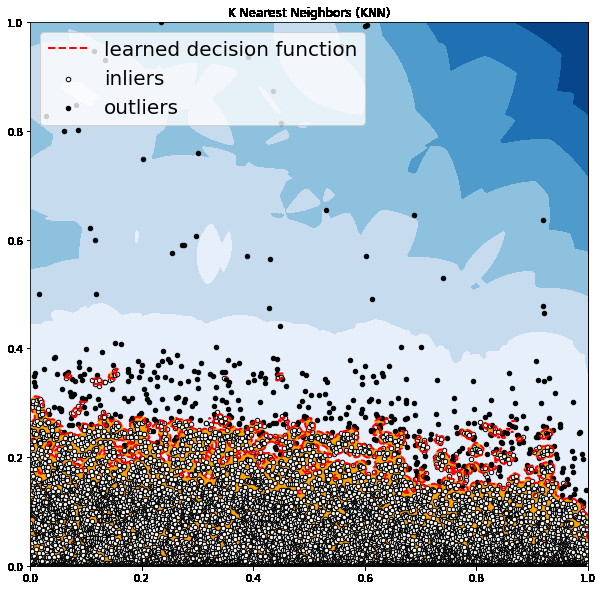 K Nearest Neighbors (KNN)
1.0
learned decision function
inliers
outliers
0.8
0.6
0.4
0.2
0.0
0.0 0.2 0.4 0.6 0.8 1.0